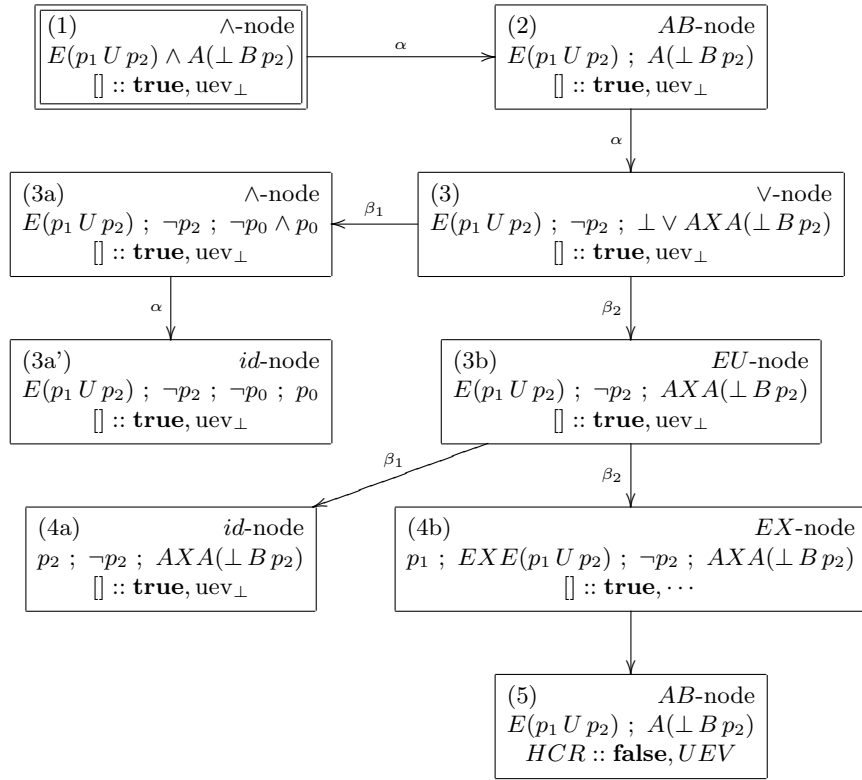 (1) ∧-node
E(p₁ U p₂) ∧ A(⊥ B p₂)
[] :: true, uev⊥
α
(2) AB-node
E(p₁ U p₂) ; A(⊥ B p₂)
[] :: true, uev⊥
α
(3a) ∧-node
E(p₁ U p₂) ; ¬p₂ ; ¬p₀ ∧ p₀
[] :: true, uev⊥
β₁
(3) ∨-node
E(p₁ U p₂) ; ¬p₂ ; ⊥ ∨ AXA(⊥ B p₂)
[] :: true, uev⊥
α
β₂
(3a') id-node
E(p₁ U p₂) ; ¬p₂ ; ¬p₀ ; p₀
[] :: true, uev⊥
(3b) EU-node
E(p₁ U p₂) ; ¬p₂ ; AXA(⊥ B p₂)
[] :: true, uev⊥
β₁
β₂
(4a) id-node
p₂ ; ¬p₂ ; AXA(⊥ B p₂)
[] :: true, uev⊥
(4b) EX-node
p₁ ; EXE(p₁ U p₂) ; ¬p₂ ; AXA(⊥ B p₂)
[] :: true, ···
(5) AB-node
E(p₁ U p₂) ; A(⊥ B p₂)
HCR :: false, UEV